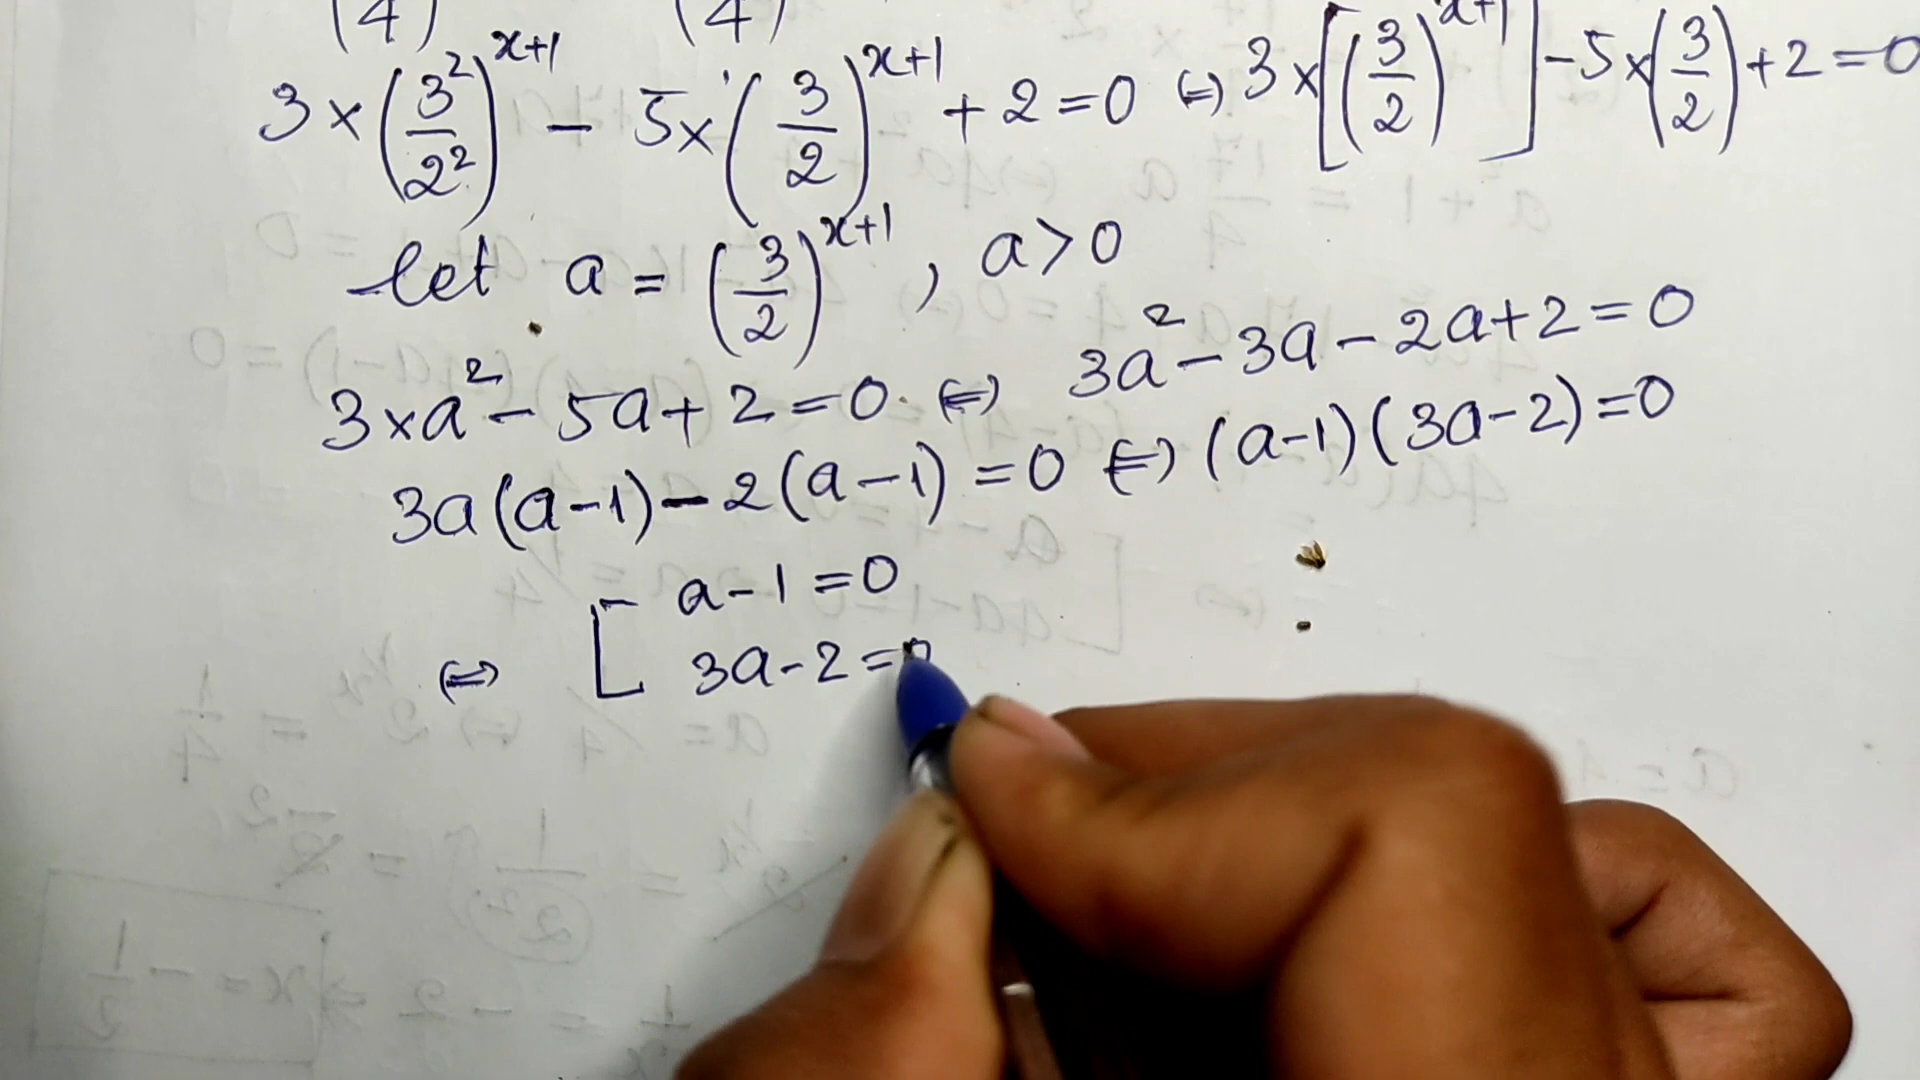 (4) (4)
3 × (3²/2²)^x+1 − 5 × (3/2)^x+1 + 2 = 0 ⇔ 3 × [(3/2)^x+1] − 5 × (3/2) + 2 = 0
let a = (3/2)^x+1 , a > 0
3 × a² − 5a + 2 = 0 ⇔ 3a² − 3a − 2a + 2 = 0
3a(a − 1) − 2(a − 1) = 0 ⇔ (a − 1)(3a − 2) = 0
⇔ [ a − 1 = 0
3a − 2 = 0